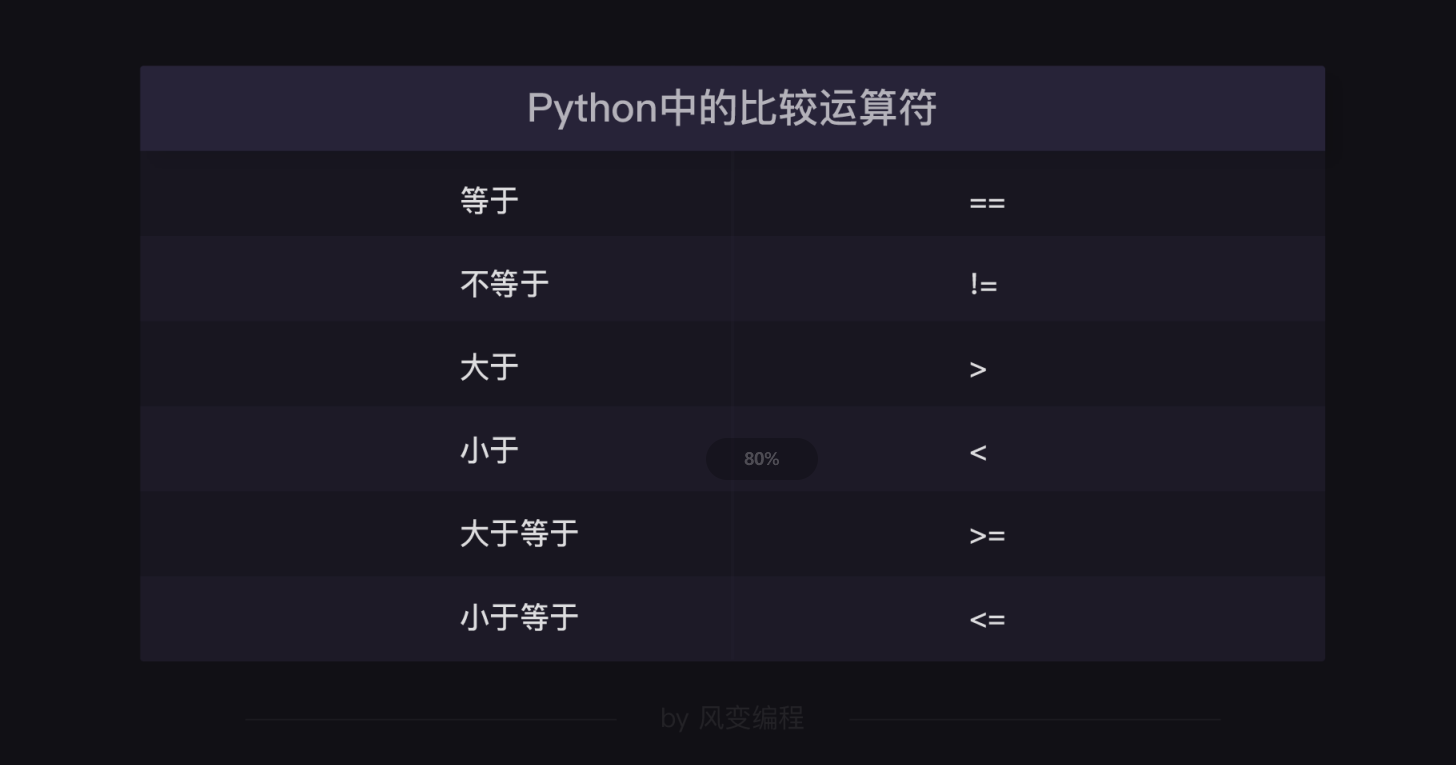 Python中的比较运算符
等于 ==
不等于 !=
大于 >
小于 <
80%
大于等于 >=
小于等于 <=
by 风变编程